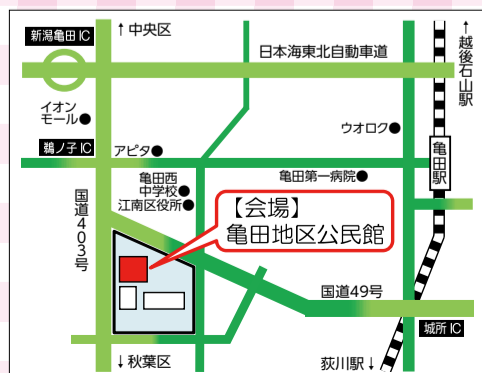 新潟亀田IC
↑中央区
日本海東北自動車道
↑越後石山駅
イオン
モール●
ウオロク●
鵜ノ子IC
アピタ●
亀田駅
亀田西
中学校●
江南区役所●
亀田第一病院●
国道403号
【会場】
亀田地区公民館
国道49号
城所IC
↓秋葉区
荻川駅↓